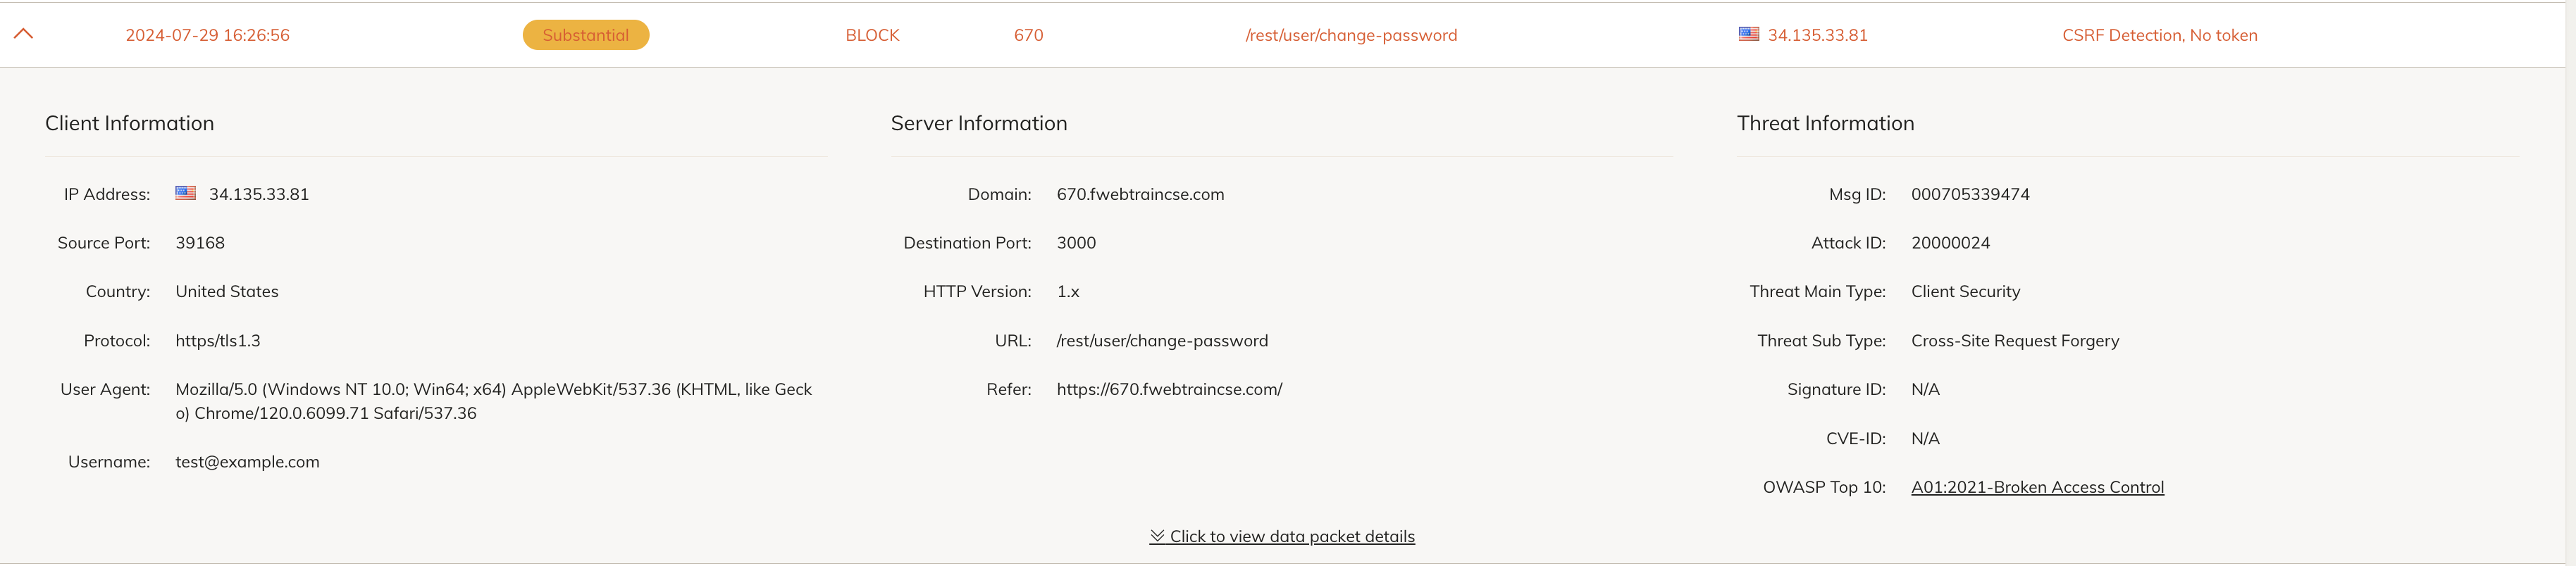 2024-07-29 16:26:56 Substantial BLOCK 670 /rest/user/change-password 34.135.33.81 CSRF Detection, No token
Client Information
IP Address: 34.135.33.81
Source Port: 39168
Country: United States
Protocol: https/tls1.3
User Agent: Mozilla/5.0 (Windows NT 10.0; Win64; x64) AppleWebKit/537.36 (KHTML, like Geck
o) Chrome/120.0.6099.71 Safari/537.36
Username: test@example.com
Server Information
Domain: 670.fwebtraincse.com
Destination Port: 3000
HTTP Version: 1.x
URL: /rest/user/change-password
Refer: https://670.fwebtraincse.com/
Threat Information
Msg ID: 000705339474
Attack ID: 20000024
Threat Main Type: Client Security
Threat Sub Type: Cross-Site Request Forgery
Signature ID: N/A
CVE-ID: N/A
OWASP Top 10: A01:2021-Broken Access Control
Click to view data packet details